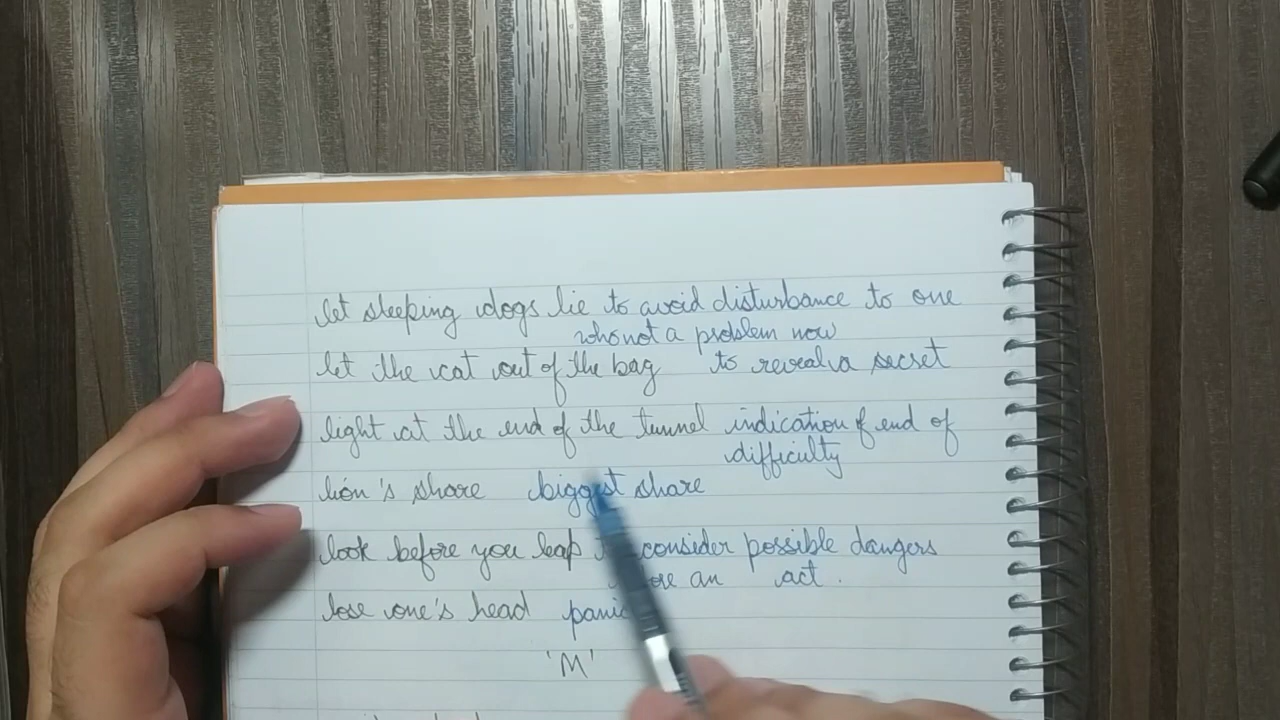 let sleeping dogs lie to avoid disturbance to one
who not a problem now
let the cat out of the bag to reveal a secret
light at the end of the tunnel indication of end of
difficulty
lion's share biggest share
look before you leap consider possible dangers
an act.
lose one's head panic
'M'